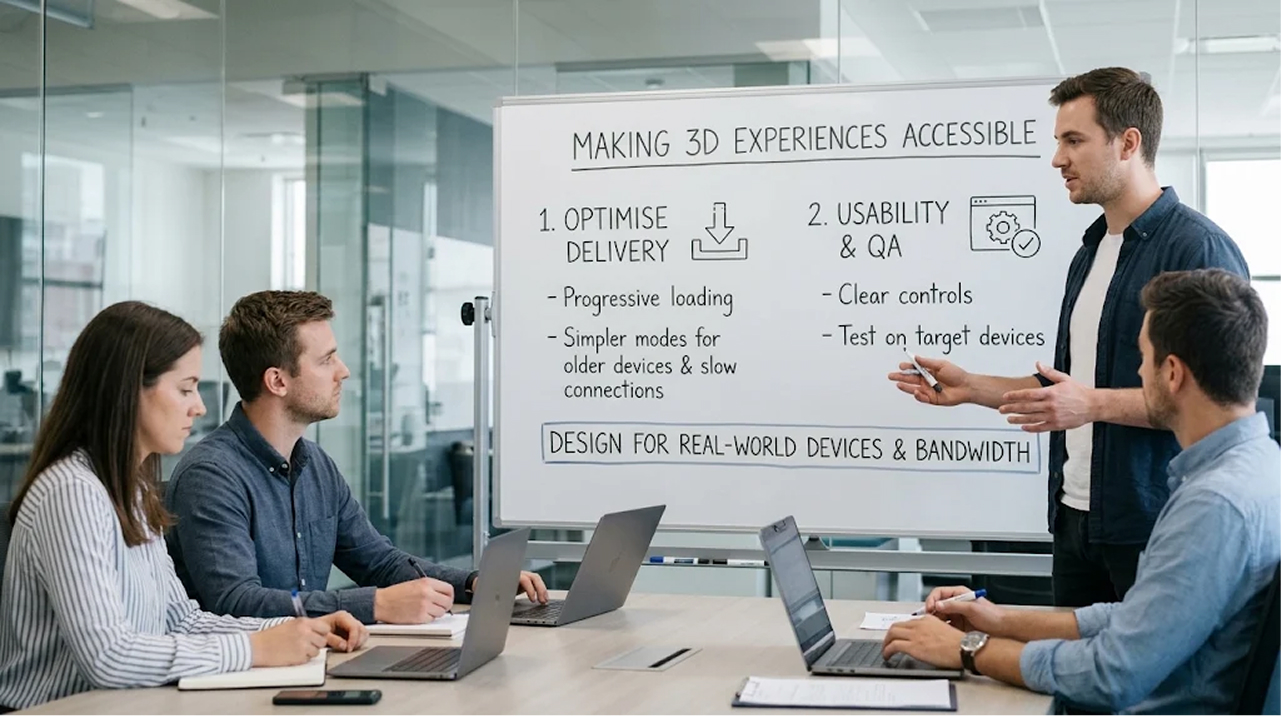 MAKING 3D EXPERIENCES ACCESSIBLE
1. OPTIMISE
DELIVERY
- Progressive loading
- Simpler modes for
older devices & slow
connections
2. USABILITY
& QA
- Clear controls
- Test on target devices
DESIGN FOR REAL-WORLD DEVICES & BANDWIDTH